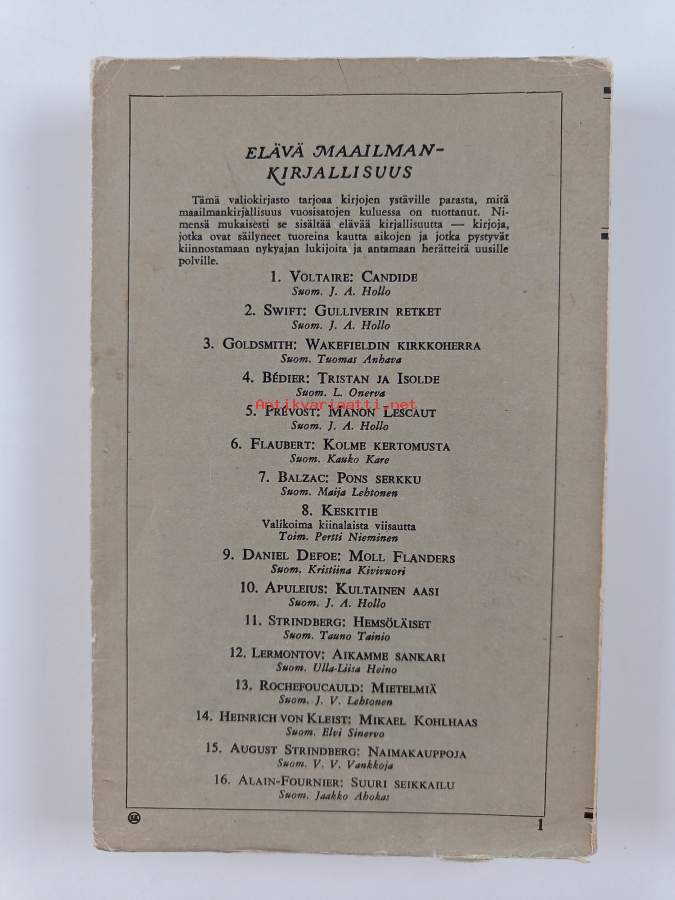 ELÄVÄ MAAILMAN-
KIRJALLISUUS
Tämä valiokirjasto tarjoaa kirjojen ystäville parasta, mitä
maailmankirjallisuus vuosisatojen kuluessa on tuottanut. Ni-
mensä mukaisesti se sisältää elävää kirjallisuutta — kirjoja,
jotka ovat säilyneet tuoreina kautta aikojen ja jotka pystyvät
kiinnostamaan nykyajan lukijoita ja antamaan herätteitä uusille
polville.
1. VOLTAIRE: CANDIDE
Suom. J. A. Hollo
2. SWIFT: GULLIVERIN RETKET
Suom. J. A. Hollo
3. GOLDSMITH: WAKEFIELDIN KIRKKOHERRA
Suom. Tuomas Anhava
4. BÉDIER: TRISTAN JA ISOLDE
Suom. L. Onerva
Antikvariaatti.net
5. PRÉVOST: MANON LESCAUT
Suom. J. A. Hollo
6. FLAUBERT: KOLME KERTOMUSTA
Suom. Kauko Kare
7. BALZAC: PONS SERKKU
Suom. Maija Lehtonen
8. KESKITIE
Valikoima kiinalaista viisautta
Toim. Pertti Nieminen
9. DANIEL DEFOE: MOLL FLANDERS
Suom. Kristiina Kivivuori
10. APULEIUS: KULTAINEN AASI
Suom. J. A. Hollo
11. STRINDBERG: HEMSÖLÄISET
Suom. Tauno Tainio
12. LERMONTOV: AIKAMME SANKARI
Suom. Ulla-Liisa Heino
13. ROCHEFOUCAULD: MIETELMIÄ
Suom. J. V. Lehtonen
14. HEINRICH VON KLEIST: MIKAEL KOHLHAAS
Suom. Elvi Sinervo
15. AUGUST STRINDBERG: NAIMAKAUPPOJA
Suom. V. V. Vankkoja
16. ALAIN-FOURNIER: SUURI SEIKKAILU
Suom. Jaakko Ahokas
1